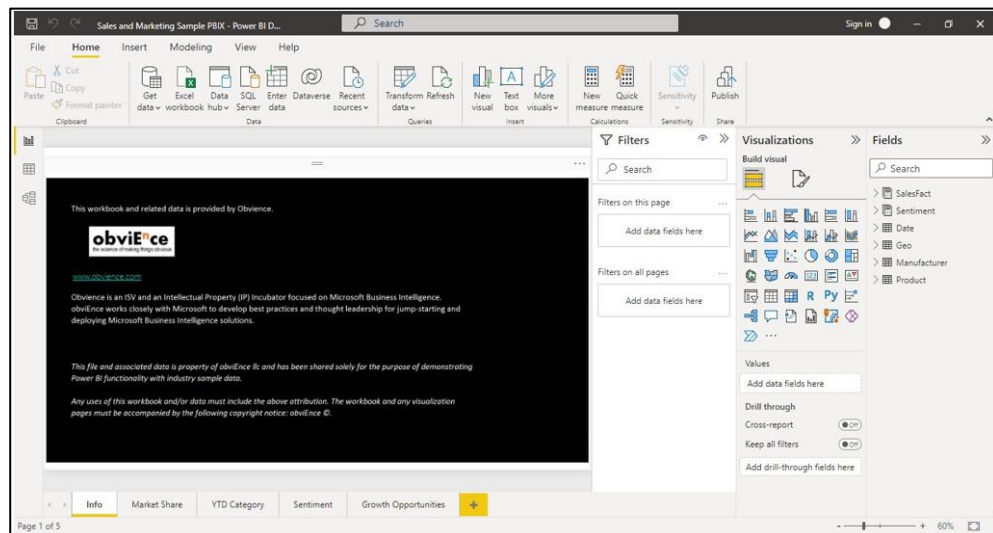 Sales and Marketing Sample PBIX - Power BI D...
Search
Sign in
File
Home
Insert
Modeling
View
Help
Paste
Cut
Copy
Format painter
Clipboard
Get data
Excel workbook
Data hub
SQL Server
Enter data
Dataverse
Recent sources
Data
Transform data
Refresh
Queries
New visual
Text box
More visuals
Insert
New measure
Quick measure
Calculations
Sensitivity
Sensitivity
Publish
Share
This workbook and related data is provided by Obvience.
obviEnce
the science of making things obvious
www.obvience.com
Obvience is an ISV and an Intellectual Property (IP) Incubator focused on Microsoft Business Intelligence.
obviEnce works closely with Microsoft to develop best practices and thought leadership for jump-starting and
deploying Microsoft Business Intelligence solutions.
This file and associated data is property of obviEnce llc and has been shared solely for the purpose of demonstrating
Power BI functionality with industry sample data.
Any uses of this workbook and/or data must include the above attribution. The workbook and any visualization
pages must be accompanied by the following copyright notice: obviEnce ©.
Filters
Search
Filters on this page
...
Add data fields here
Filters on all pages
...
Add data fields here
Visualizations
Build visual
123
R
Py
...
Values
Add data fields here
Drill through
Cross-report
Off
Keep all filters
Off
Add drill-through fields here
Fields
Search
SalesFact
Sentiment
Date
Geo
Manufacturer
Product
Info
Market Share
YTD Category
Sentiment
Growth Opportunities
+
Page 1 of 5
- + 60%